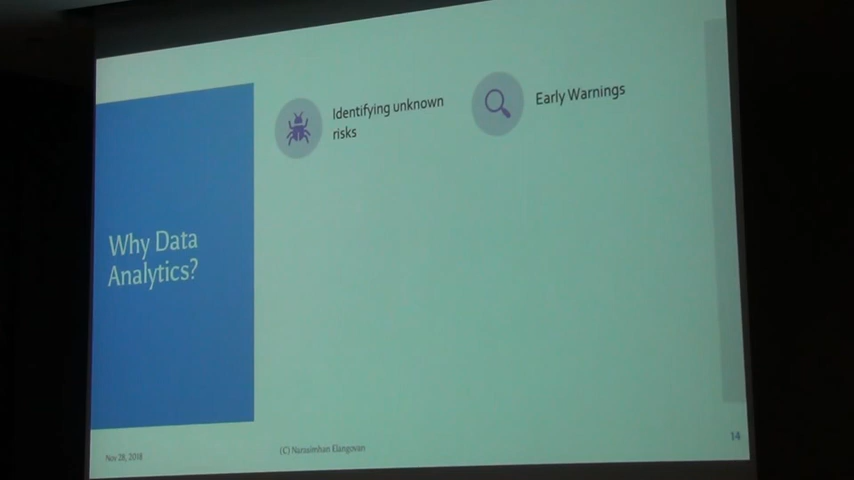 Why Data
Analytics?
Identifying unknown
risks
Early Warnings
Nov 28, 2018
(C) Narasimhan Elangovan
14